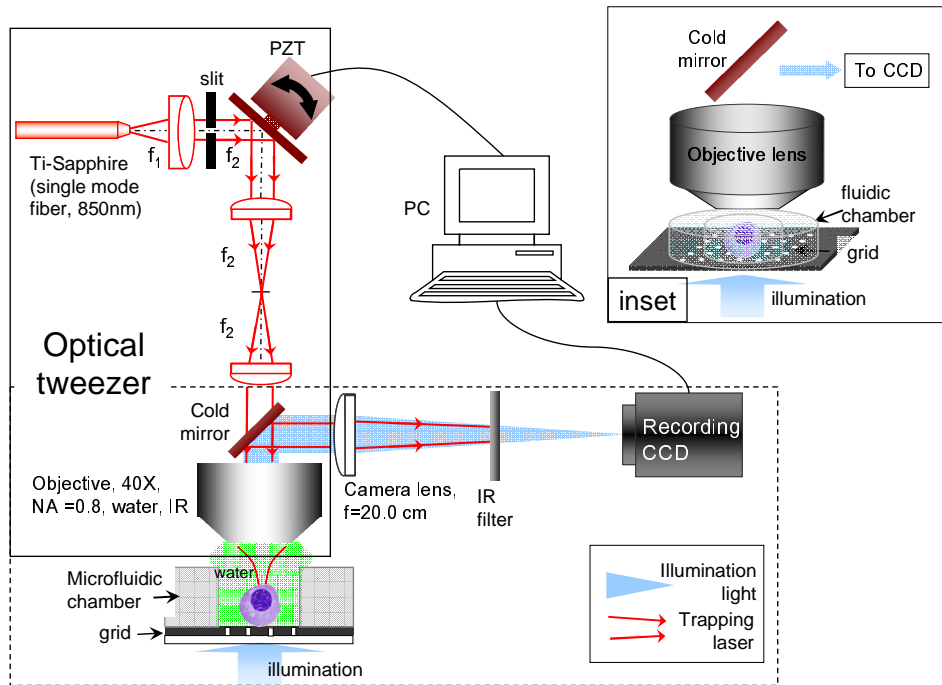 PZT
slit
f1
f2
Ti-Sapphire
(single mode
fiber, 850nm)
f2
f2
Optical
tweezer
PC
Cold
mirror
To CCD
Objective lens
fluidic
chamber
grid
illumination
inset
Cold
mirror
Recording
CCD
Objective, 40X,
NA =0.8, water, IR
Camera lens,
f=20.0 cm
IR
filter
water
Microfluidic
chamber
grid
illumination
Illumination
light
Trapping
laser